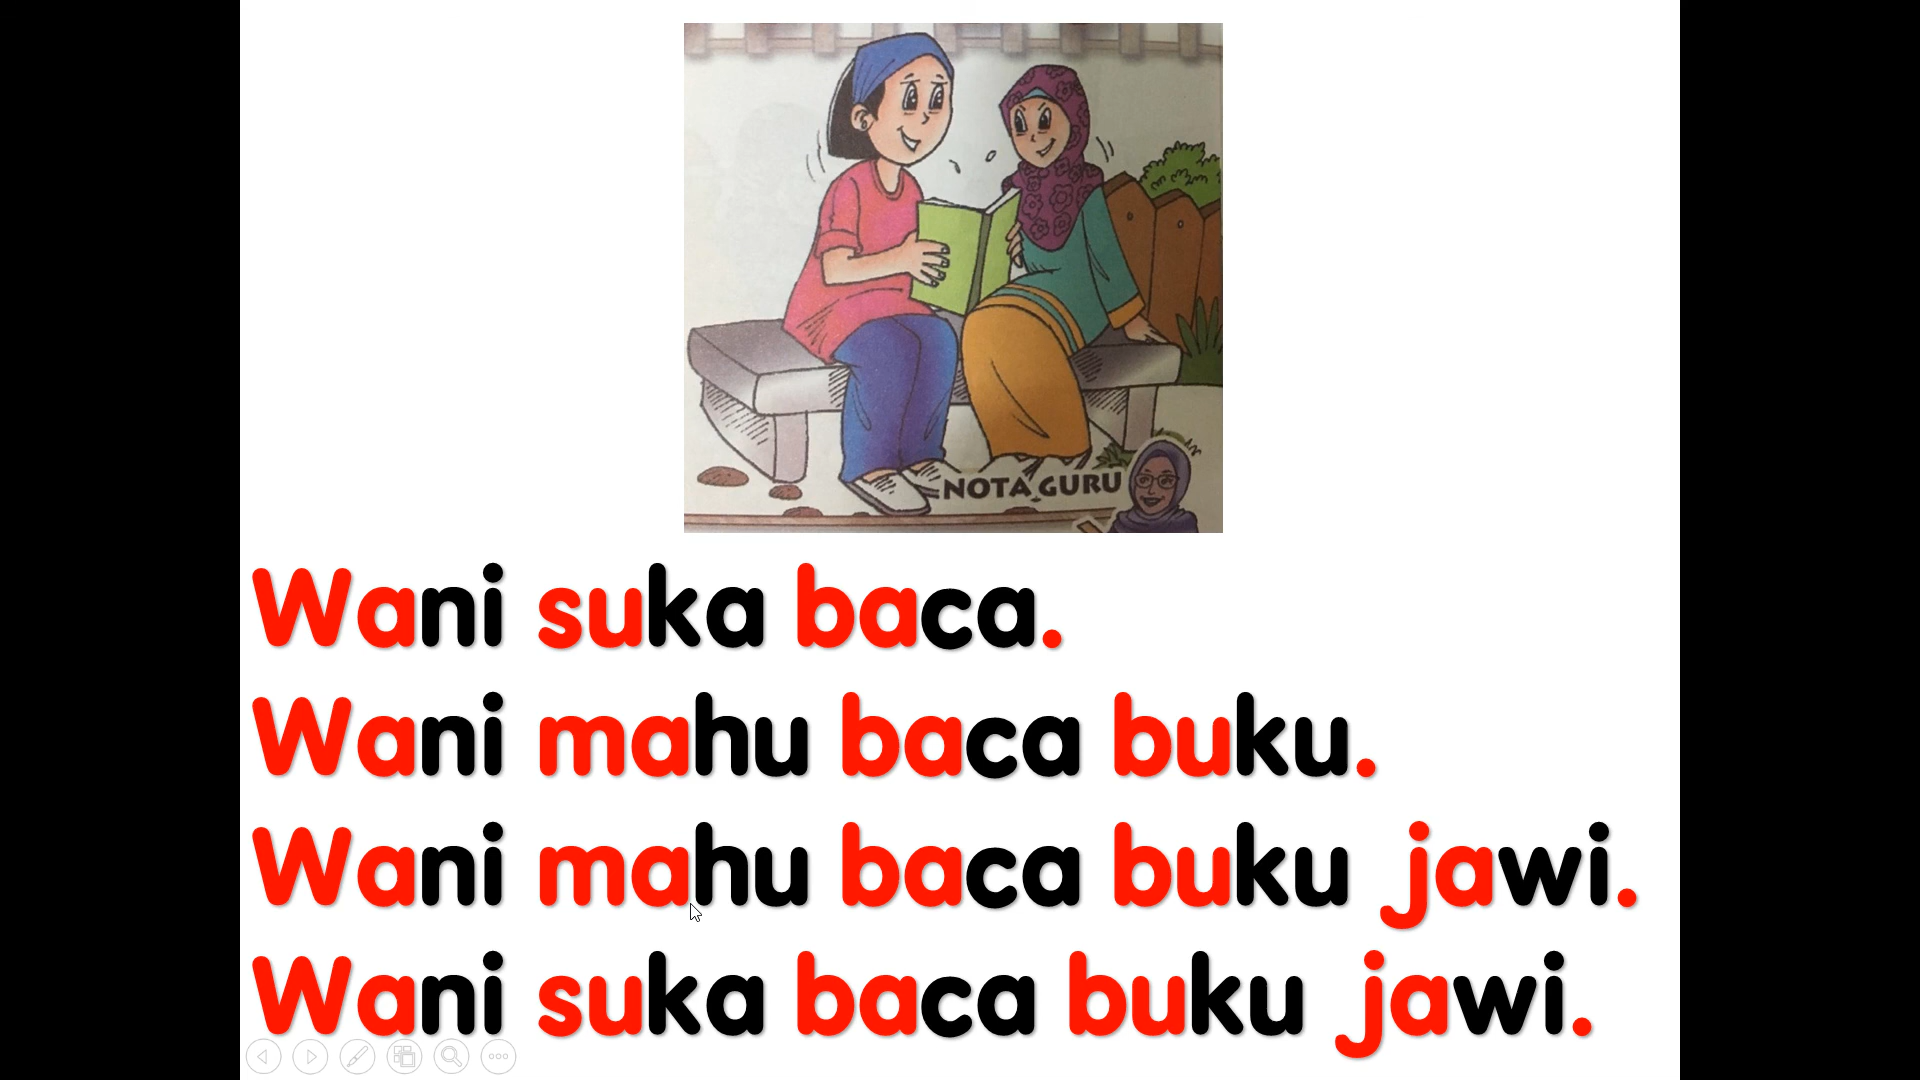 NOTA GURU
Wani suka baca.
Wani mahu baca buku.
Wani mahu baca buku jawi.
Wani suka baca buku jawi.